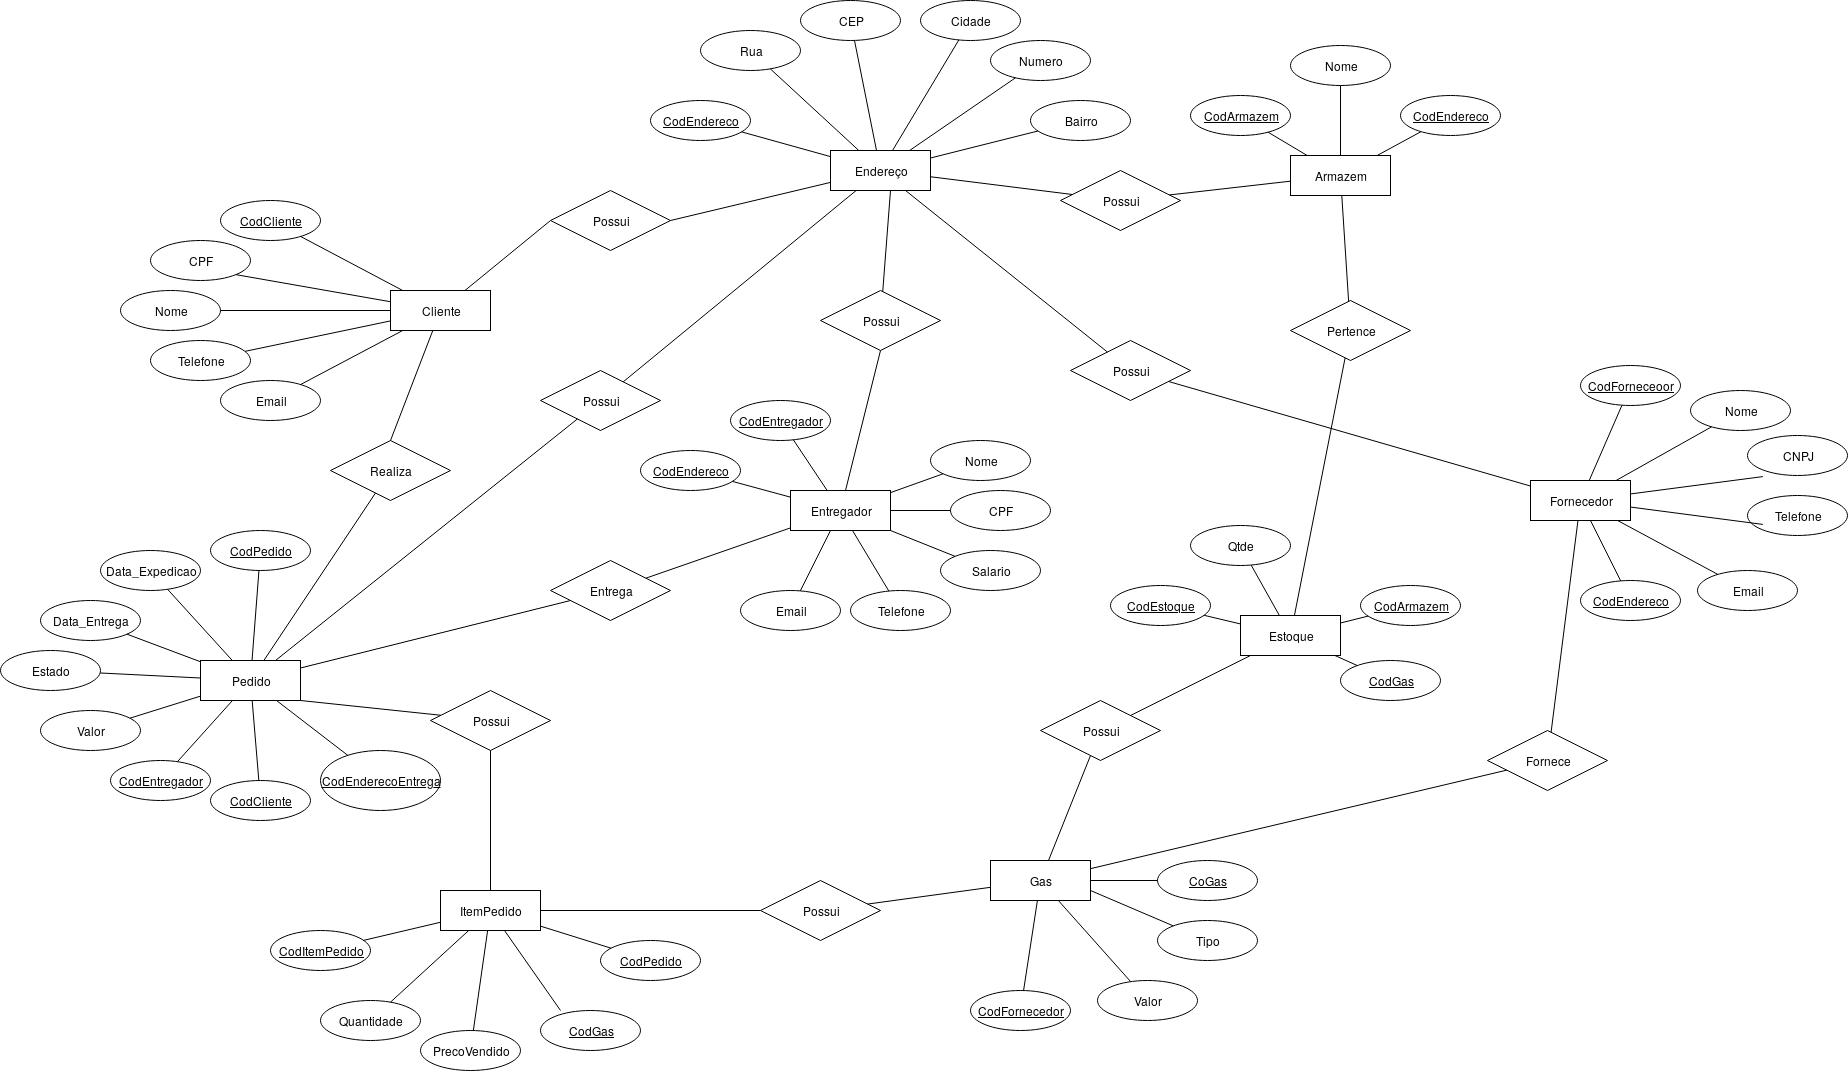 CEP
Cidade
Rua
Numero
Nome
CodEndereco
Bairro
CodArmazem
CodEndereco
Endereço
Armazem
Possui
CodCliente
Possui
CPF
Nome
Cliente
Possui
Pertence
Telefone
Possui
CodForneceoor
Email
Possui
Nome
CodEntregador
CNPJ
Realiza
CodEndereco
Nome
Entregador
CPF
Fornecedor
Telefone
CodPedido
Qtde
Data_Expedicao
Salario
Entrega
Email
Data_Entrega
Email
Telefone
CodEstoque
CodArmazem
CodEndereco
Estoque
Estado
Pedido
CodGas
Possui
Valor
Possui
Fornece
CodEntregador
CodCliente
CodEnderecoEntrega
Gas
CoGas
ItemPedido
Possui
CodItemPedido
CodPedido
Tipo
Quantidade
CodGas
CodFornecedor
Valor
PrecoVendido